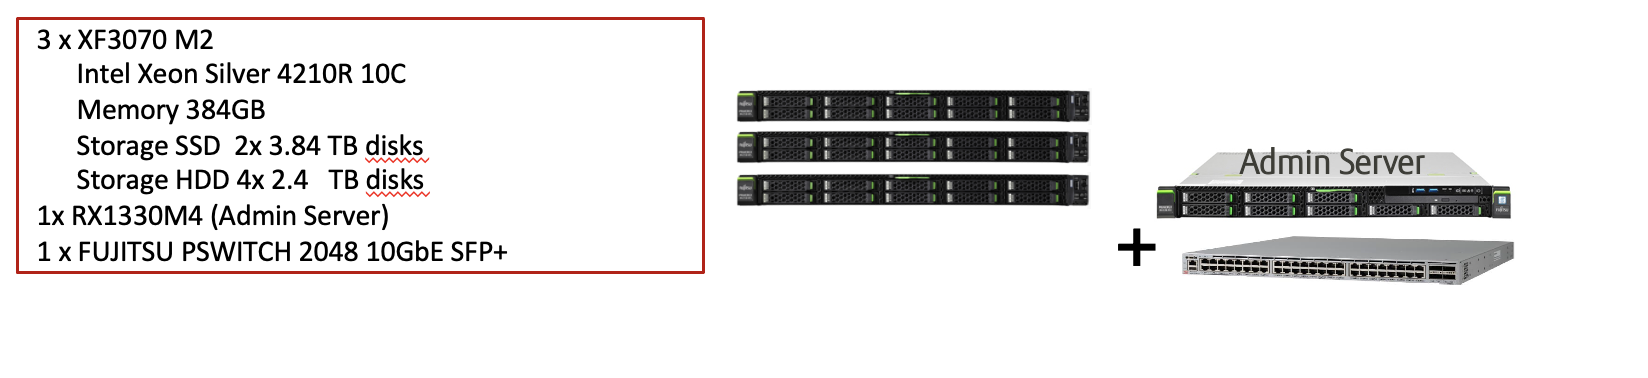 3 x XF3070 M2
Intel Xeon Silver 4210R 10C
Memory 384GB
Storage SSD 2x 3.84 TB disks
Storage HDD 4x 2.4 TB disks
1x RX1330M4 (Admin Server)
1 x FUJITSU PSWITCH 2048 10GbE SFP+
Admin Server
+